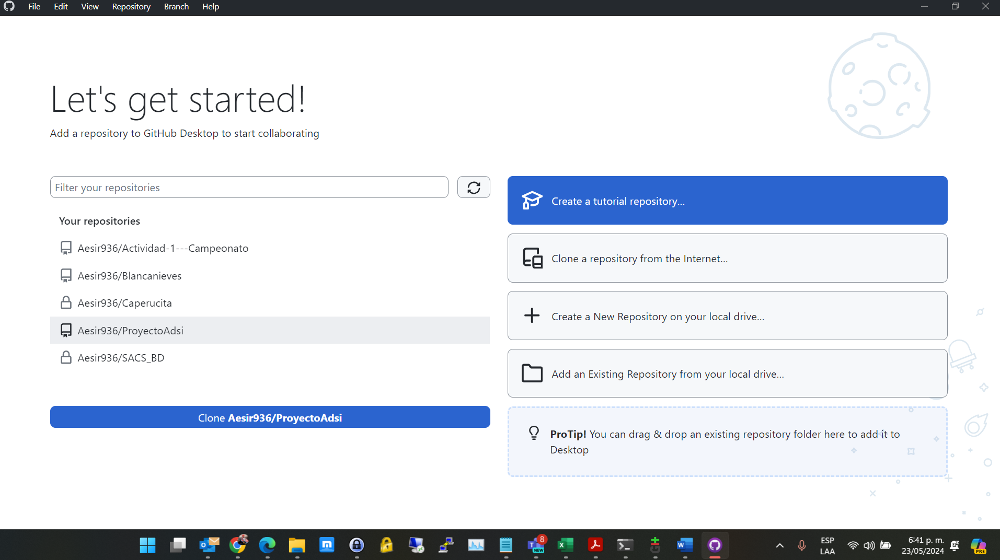 File Edit View Repository Branch Help
Let's get started!
Add a repository to GitHub Desktop to start collaborating
Filter your repositories
Your repositories
Aesir936/Actividad-1---Campeonato
Aesir936/Blancanieves
Aesir936/Caperucita
Aesir936/ProyectoAdsi
Aesir936/SACS_BD
Clone Aesir936/ProyectoAdsi
Create a tutorial repository...
Clone a repository from the Internet...
Create a New Repository on your local drive...
Add an Existing Repository from your local drive...
ProTip! You can drag & drop an existing repository folder here to add it to
Desktop
8
NEW
ESP
LAA
6:41 p. m.
23/05/2024
PRE